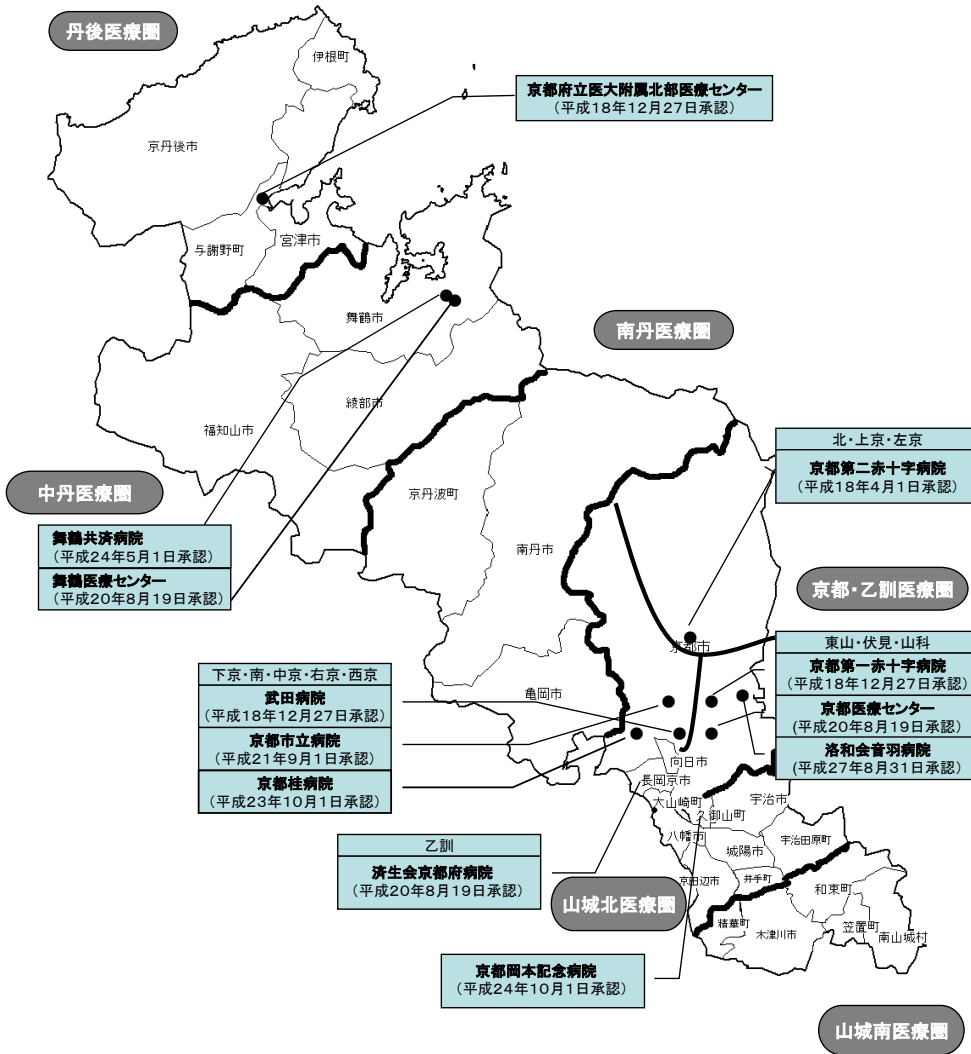 丹後医療圏
伊根町
京都府立医大附属北部医療センター
（平成18年12月27日承認）
京丹後市
与謝野町
宮津市
舞鶴市
南丹医療圏
綾部市
福知山市
北・上京・左京
京都第二赤十字病院
（平成18年4月1日承認）
中丹医療圏
京丹波町
舞鶴共済病院
（平成24年5月1日承認）
舞鶴医療センター
（平成20年8月19日承認）
南丹市
京都・乙訓医療圏
京都市
東山・伏見・山科
京都第一赤十字病院
（平成18年12月27日承認）
京都医療センター
(平成20年8月19日承認）
洛和会音羽病院
(平成27年8月31日承認）
下京・南・中京・右京・西京
武田病院
（平成18年12月27日承認）
京都市立病院
（平成21年9月1日承認）
京都桂病院
（平成23年10月1日承認）
亀岡市
向日市
長岡京市
大山崎町
宇治市
久御山町
八幡市
城陽市
宇治田原町
乙訓
済生会京都府病院
（平成20年8月19日承認）
京田辺市
井手町
和束町
山城北医療圏
精華町
木津川市
笠置町
南山城村
京都岡本記念病院
（平成24年10月1日承認）
山城南医療圏